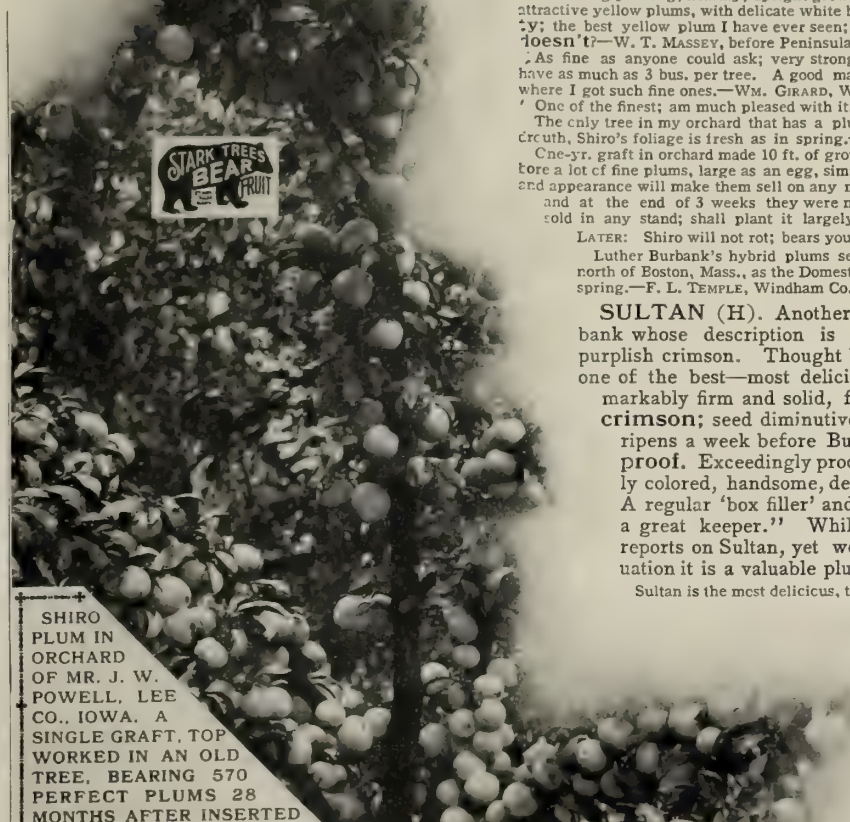 attractive yellow plums, with delicate white
ty; the best yellow plum I have ever seen;
doesn't?—W. T. MASSEY, before Peninsula
As fine as anyone could ask; very strong
have as much as 3 bus. per tree. A good
where I got such fine ones.—WM. GIRARD,
One of the finest; am much pleased with it
The only tree in my orchard that has a
drouth, Shiro's foliage is fresh as in spring.
One-yr. graft in orchard made 10 ft. of
bore a lot of fine plums, large as an egg,
and appearance will make them sell on any
and at the end of 3 weeks they were
sold in any stand; shall plant it largely
LATER: Shiro will not rot; bears you
Luther Burbank's hybrid plums se
north of Boston, Mass., as the Domest
spring.—F. L. TEMPLE, Windham Co.
SULTAN (H). Another
bank whose description is
purplish crimson. Thought
one of the best—most delici
markably firm and solid, f
crimson; seed diminutive
ripens a week before Bu
proof. Exceedingly proc
ly colored, handsome, de
A regular 'box filler' and
a great keeper." Whil
reports on Sultan, yet we
uation it is a valuable plu
Sultan is the most delicious, t
STARK TREES
BEAR
FRUIT
SHIRO
PLUM IN
ORCHARD
OF MR. J. W.
POWELL, LEE
CO., IOWA. A
SINGLE GRAFT, TOP
WORKED IN AN OLD
TREE, BEARING 570
PERFECT PLUMS 28
MONTHS AFTER INSERTED